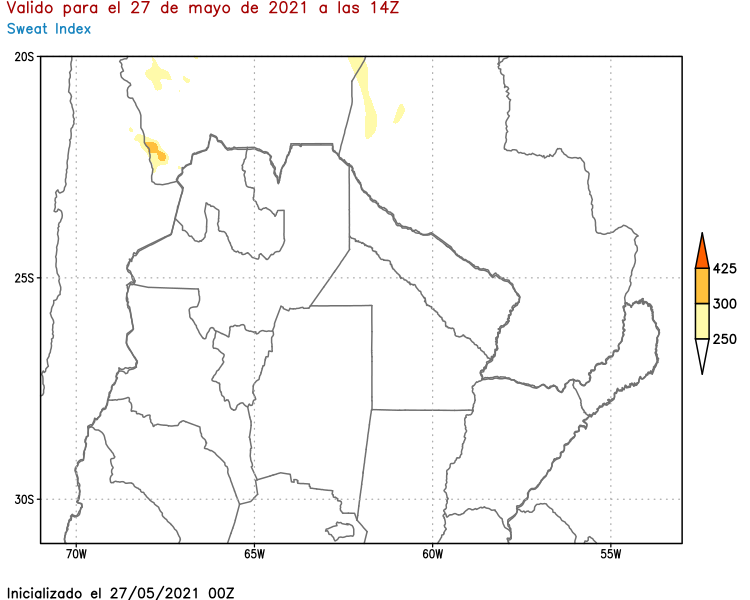 Valido para el 27 de mayo de 2021 a las 14Z
Sweat Index
20S
25S
30S
70W 65W 60W 55W
425
300
250
Inicializado el 27/05/2021 00Z